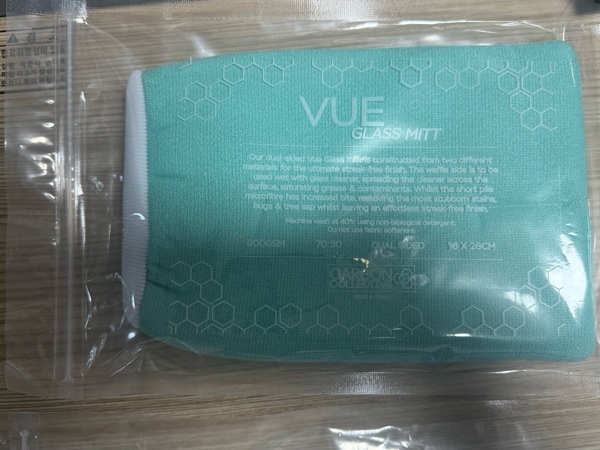 VUE
GLASS MITT
Our dual-sided Vue Glass mitt is constructed from two different
materials for the ultimate streak-free finish. The waffle side is to be
used wet with cleaner, spreading the cleaner across the
surface, saturating grease & contaminants. Whilst the short pile
microfibre has increased bite, removing the most stubborn stains,
bugs & tree sap whilst leaving an effortless streak-free finish.
Machine wash at 40°c using non-biological detergent.
Do not use fabric softeners.
900GSM 70:30 DUAL SIDED 16 X 28CM
CARBON
COLLECTIVE